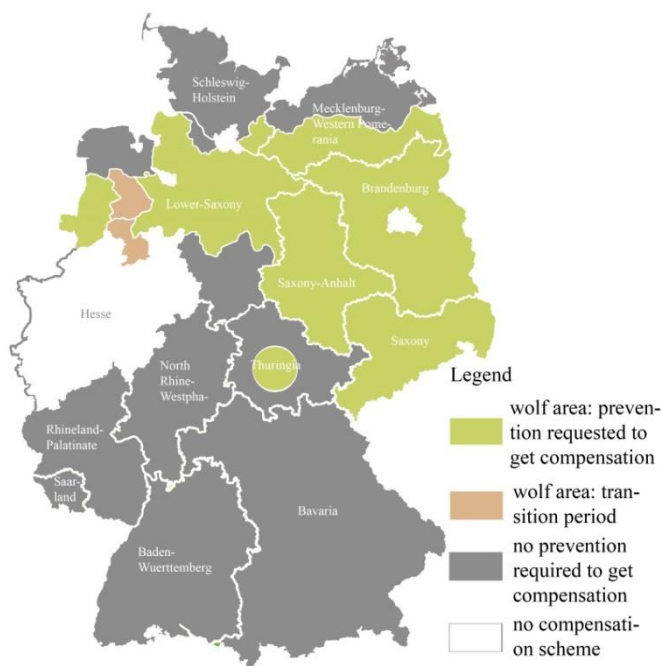 Schleswig-
Holstein
Mecklenburg-
Western Pome-
rania
Brandenburg
Lower-Saxony
Saxony-Anhalt
Hesse
Saxony
Thuringia
North
Rhine-
Westpha-
Rhineland-
Palatinate
Saar-
land
Bavaria
Baden-
Wuerttemberg
Legend
wolf area: preven-
tion requested to
get compensation
wolf area: tran-
sition period
no prevention
required to get
compensation
no compensati-
on scheme